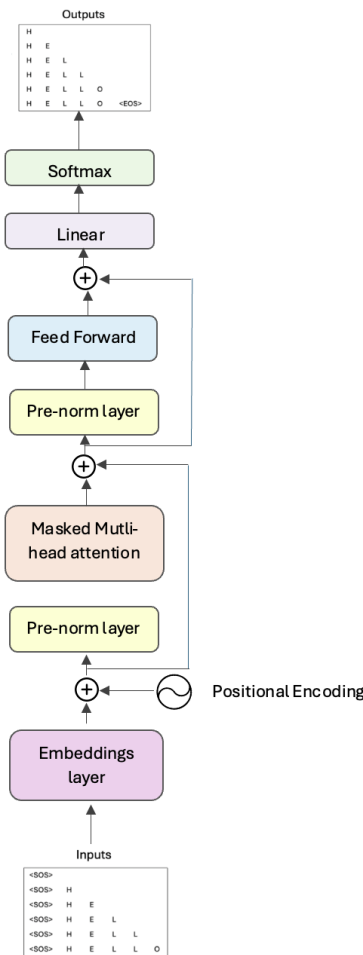 Outputs
H
H E
H E L
H E L L
H E L L O
H E L L O <EOS>
Softmax
Linear
Feed Forward
Pre-norm layer
Masked Mutli-
head attention
Pre-norm layer
Positional Encoding
Embeddings
layer
Inputs
<SOS>
<SOS> H
<SOS> H E
<SOS> H E L
<SOS> H E L L
<SOS> H E L L O